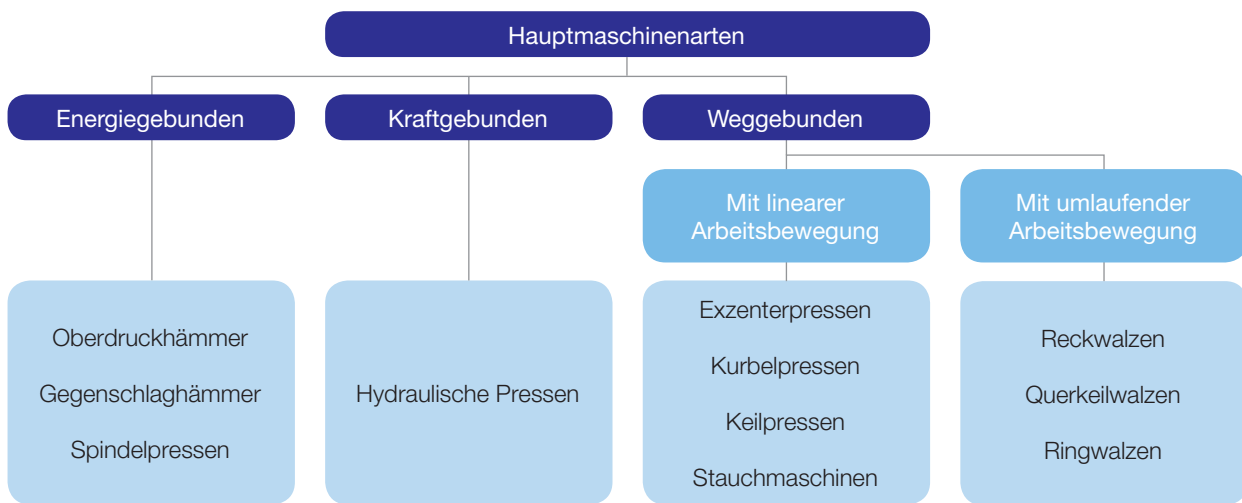 Hauptmaschinenarten
Energiegebunden
Kraftgebunden
Weggebunden
Mit linearer
Arbeitsbewegung
Mit umlaufender
Arbeitsbewegung
Oberdruckhämmer
Gegenschlaghämmer
Spindelpressen
Hydraulische Pressen
Exzenterpressen
Kurbelpressen
Keilpressen
Stauchmaschinen
Reckwalzen
Querkeilwalzen
Ringwalzen